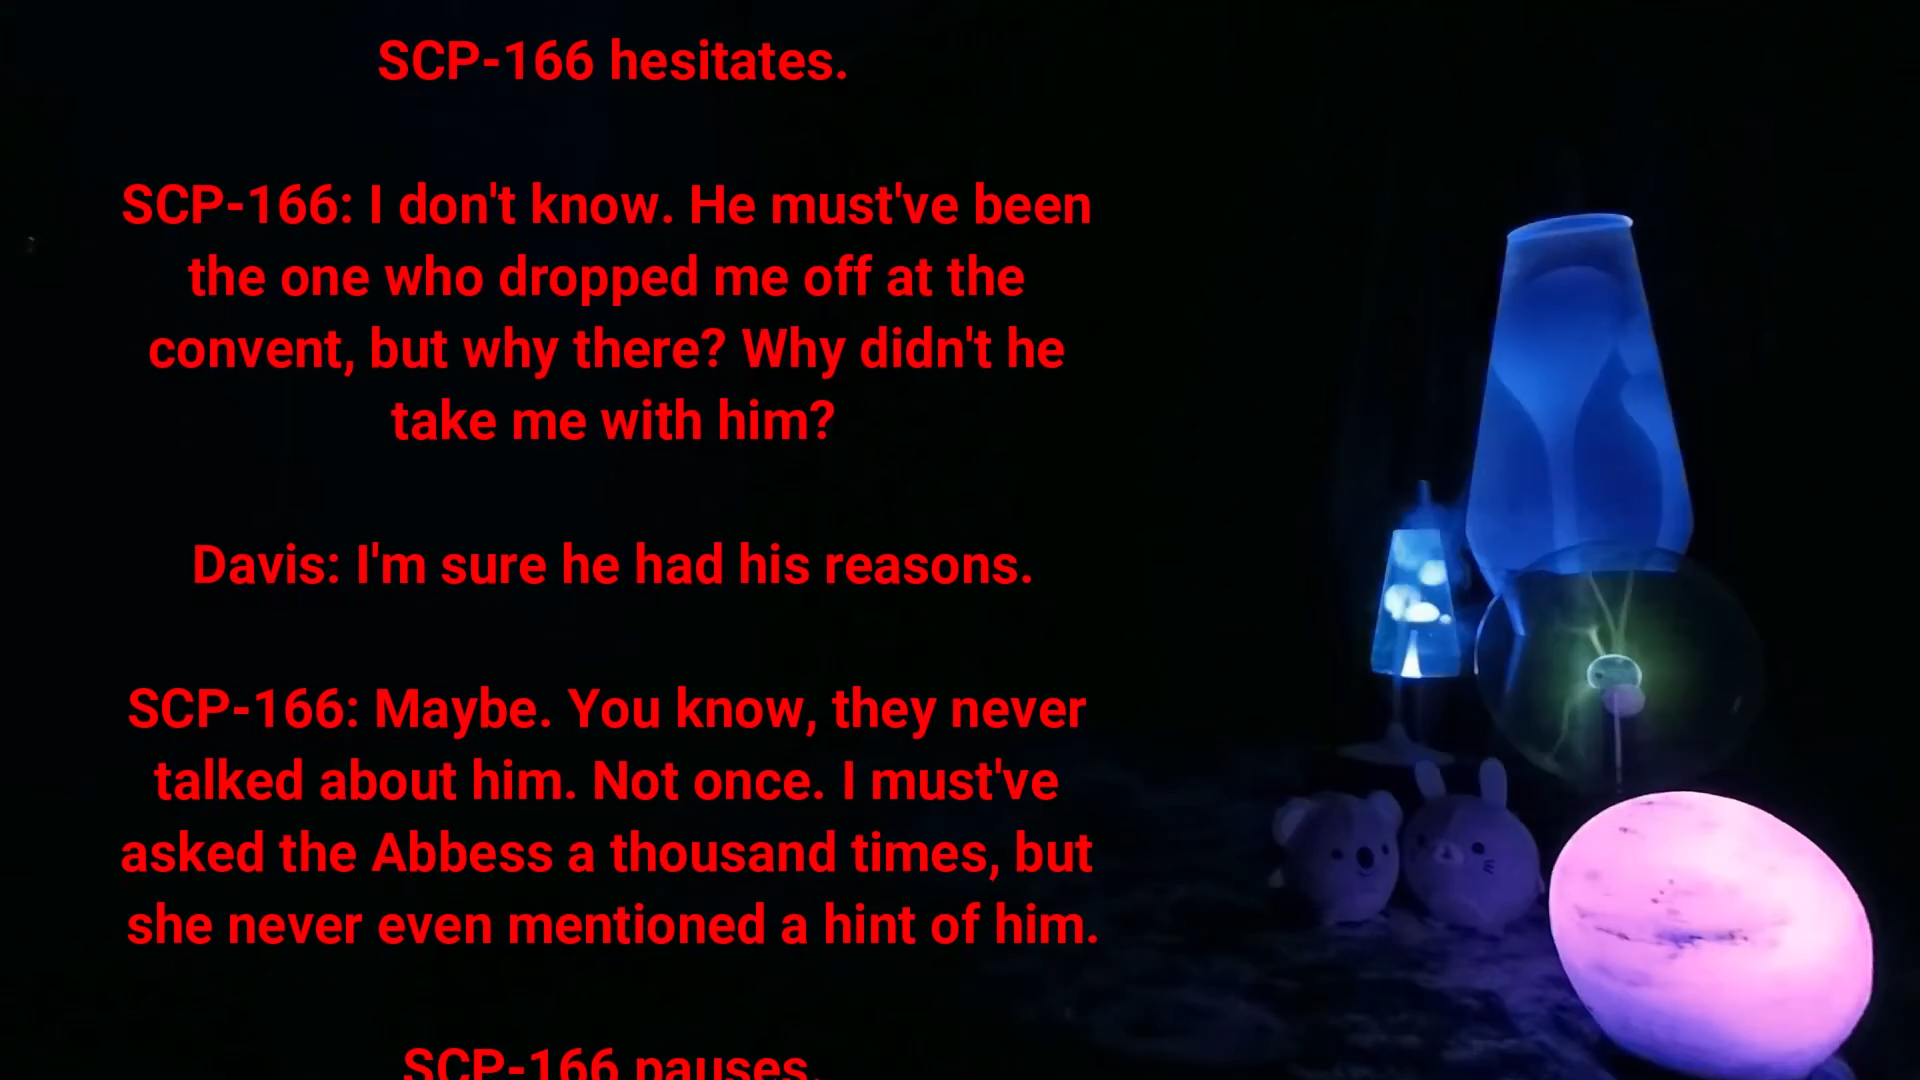 SCP-166 hesitates.
SCP-166: I don't know. He must've been
the one who dropped me off at the
convent, but why there? Why didn't he
take me with him?
Davis: I'm sure he had his reasons.
SCP-166: Maybe. You know, they never
talked about him. Not once. I must've
asked the Abbess a thousand times, but
she never even mentioned a hint of him.
SCP-166 pauses.